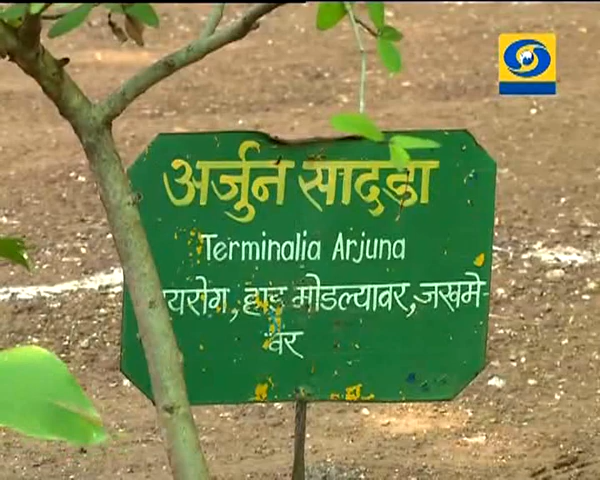 अर्जुन सादडा
Terminalia Arjuna
यरोग, हाड मोडल्यावर, जखमे-
वर